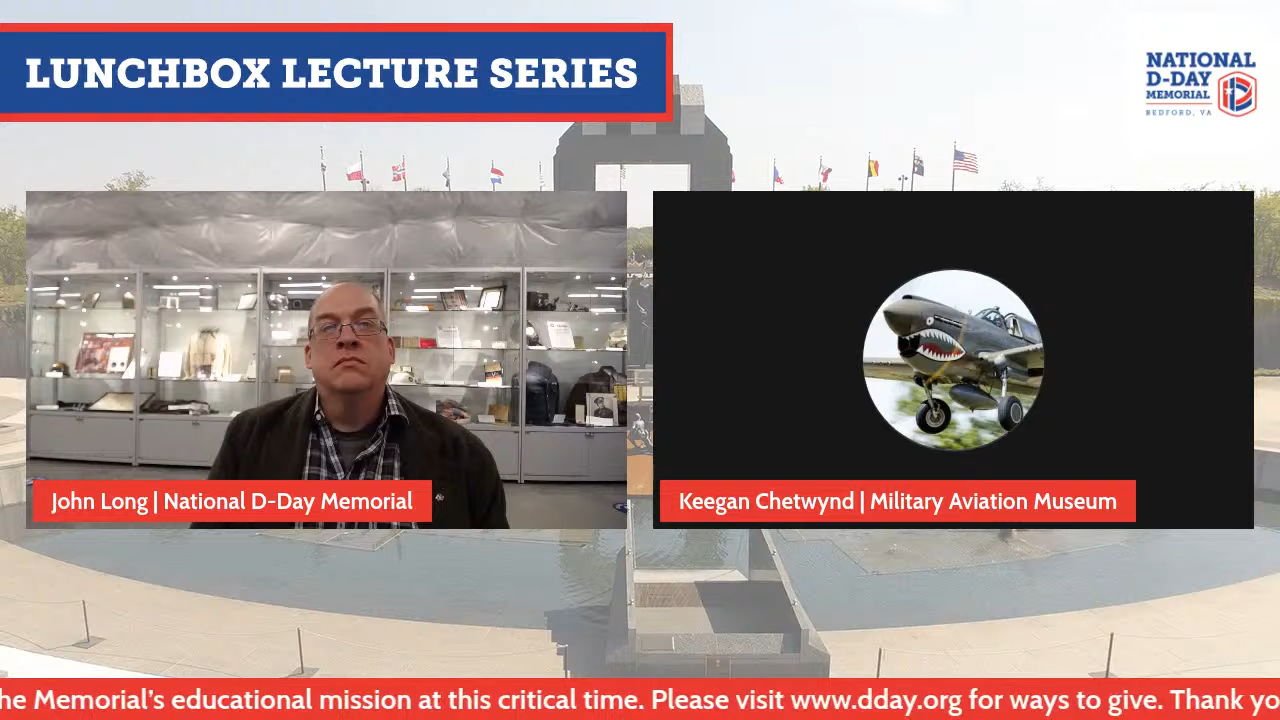 LUNCHBOX LECTURE SERIES
NATIONAL
D-DAY
MEMORIAL
BEDFORD, VA
John Long | National D-Day Memorial
Keegan Chetwynd | Military Aviation Museum
he Memorial's educational mission at this critical time. Please visit www.dday.org for ways to give. Thank yo